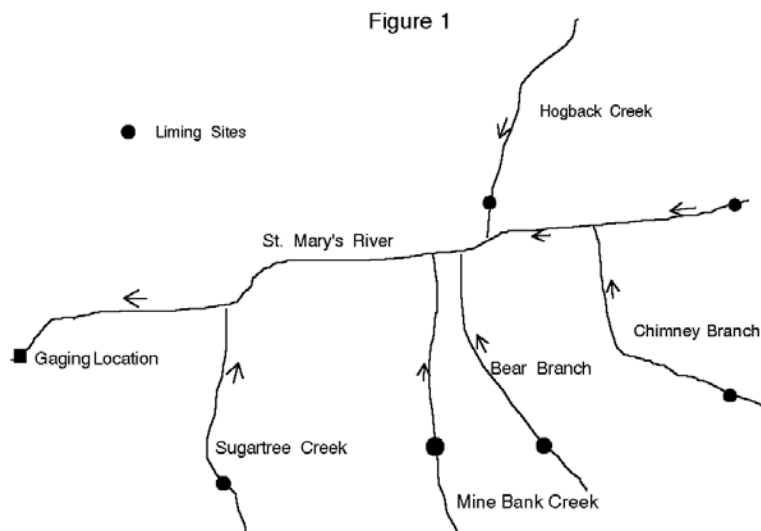 Figure 1
Liming Sites
Hogback Creek
St. Mary's River
Gaging Location
Chimney Branch
Bear Branch
Sugartree Creek
Mine Bank Creek